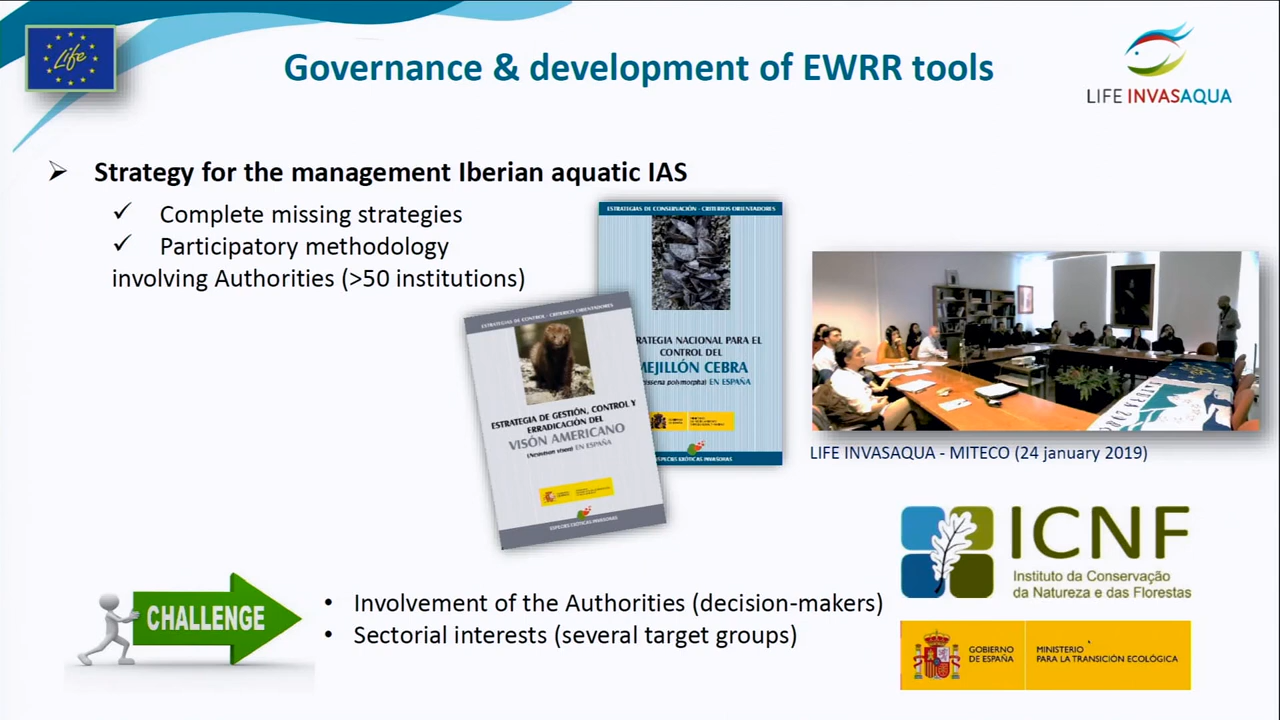 Life
Governance & development of EWRR tools
LIFE INVASAQUA
Strategy for the management Iberian aquatic IAS
Complete missing strategies
Participatory methodology
involving Authorities (>50 institutions)
ESTRATEGIAS DE CONSERVACIÓN - CRITERIOS ORIENTADORES
RATEGIA NACIONAL PARA EL
CONTROL DEL
MEJILLÓN CEBRA
polymorpha) EN ESPAÑA
ESPECIES EXÓTICAS INVASORAS
ESTRATEGIAS DE CONTROL - CRITERIOS ORIENTADORES
ESTRATEGIA DE GESTIÓN, CONTROL Y
ERRADICACIÓN DEL
VISÓN AMERICANO
(Neovison vison) EN ESPAÑA
ESPECIES EXÓTICAS INVASORAS
LIFE INVASAQUA - MITECO (24 january 2019)
ICNF
Instituto da Conservação
da Natureza e das Florestas
CHALLENGE
Involvement of the Authorities (decision-makers)
Sectorial interests (several target groups)
GOBIERNO
DE ESPAÑA
MINISTERIO
PARA LA TRANSICIÓN ECOLÓGICA